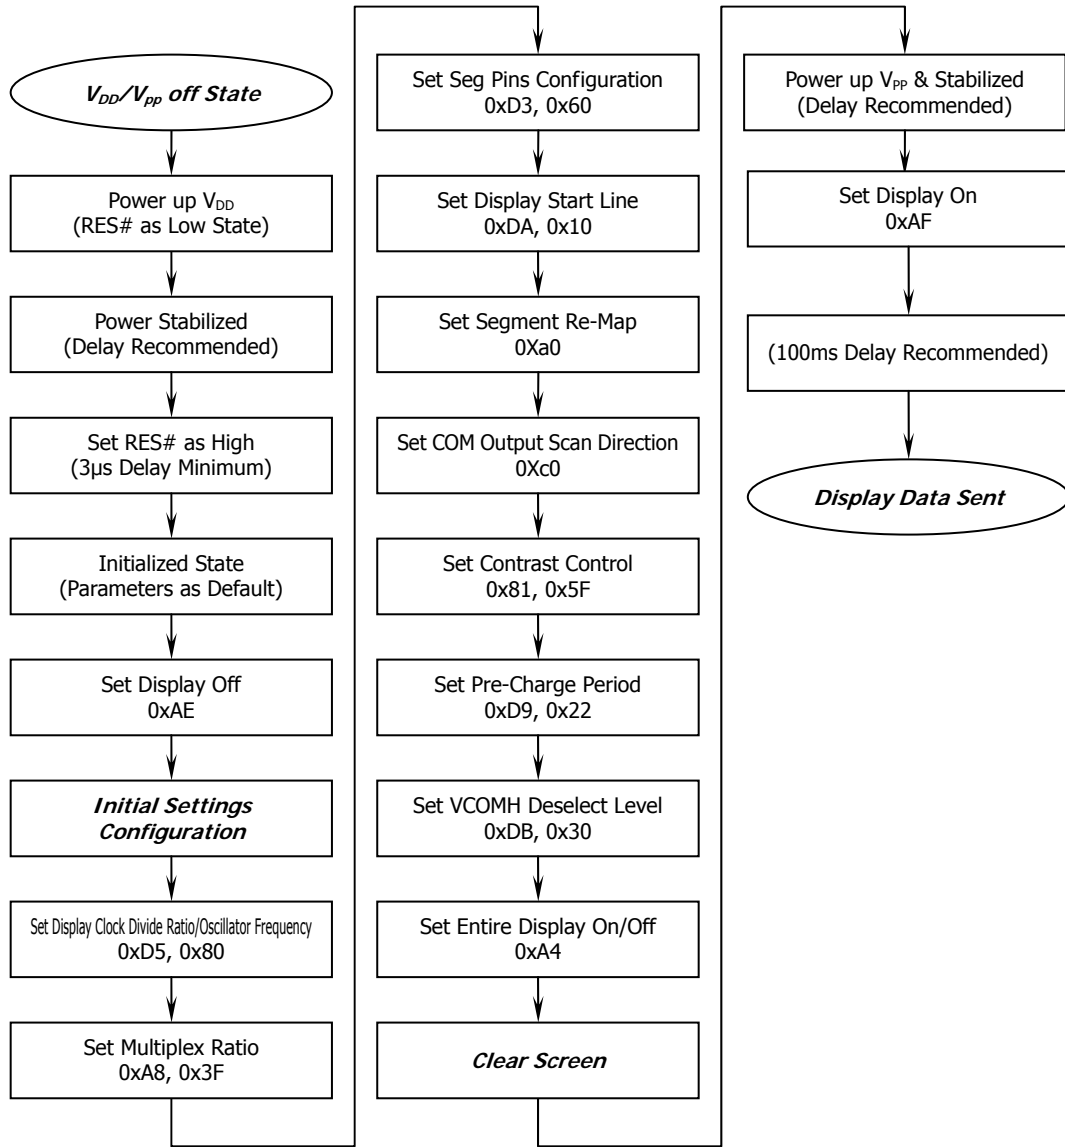 V_DD/V_pp off State
Power up V_DD
(RES# as Low State)
Power Stabilized
(Delay Recommended)
Set RES# as High
(3μs Delay Minimum)
Initialized State
(Parameters as Default)
Set Display Off
0xAE
Initial Settings
Configuration
Set Display Clock Divide Ratio/Oscillator Frequency
0xD5, 0x80
Set Multiplex Ratio
0xA8, 0x3F
Set Seg Pins Configuration
0xD3, 0x60
Set Display Start Line
0xDA, 0x10
Set Segment Re-Map
0Xa0
Set COM Output Scan Direction
0Xc0
Set Contrast Control
0x81, 0x5F
Set Pre-Charge Period
0xD9, 0x22
Set VCOMH Deselect Level
0xDB, 0x30
Set Entire Display On/Off
0xA4
Clear Screen
Power up V_PP & Stabilized
(Delay Recommended)
Set Display On
0xAF
(100ms Delay Recommended)
Display Data Sent